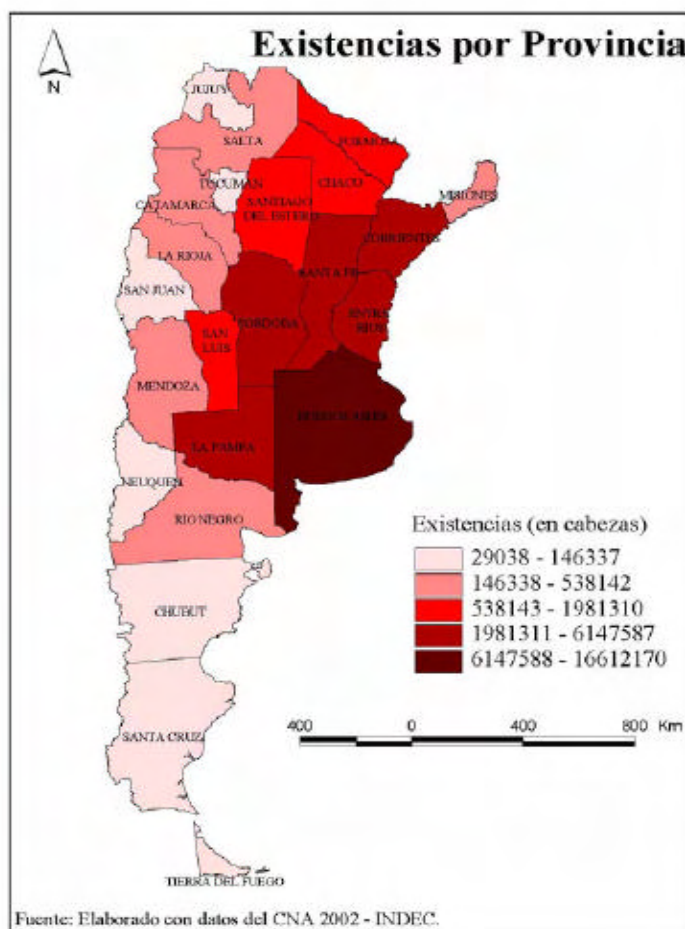 Existencias por Provincia
N
JUJUY
SALTA
FORMOSA
TUCUMAN
CHACO
CATAMARCA
SANTIAGO
DEL ESTERO
MISIONES
CORRIENTES
LA RIOJA
SANTA FE
SAN JUAN
ENTRE
RIOS
CORDOBA
SAN
LUIS
MENDOZA
BUENOS AIRES
LA PAMPA
NEUQUEN
RIO NEGRO
CHUBUT
SANTA CRUZ
TIERRA DEL FUEGO
Existencias (en cabezas)
29038 - 146337
146338 - 538142
538143 - 1981310
1981311 - 6147587
6147588 - 16612170
400 0 400 800 Km
Fuente: Elaborado con datos del CNA 2002 - INDEC.